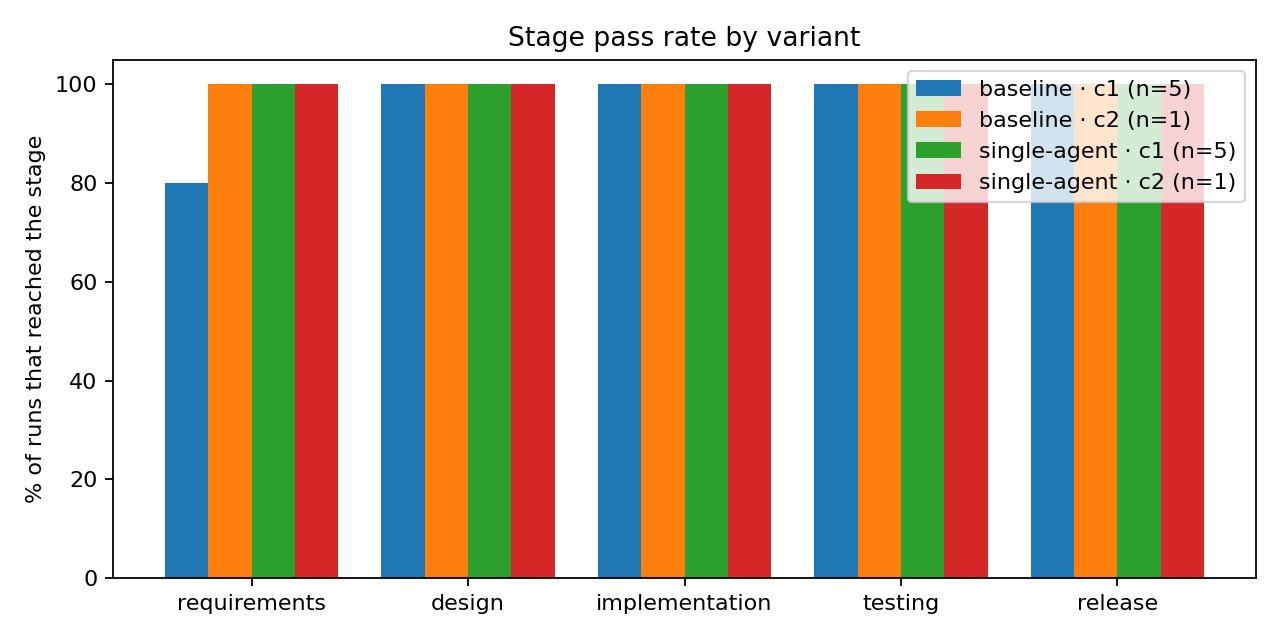 Stage pass rate by variant
% of runs that reached the stage
100
80
60
40
20
0
baseline · c1 (n=5)
baseline · c2 (n=1)
single-agent · c1 (n=5)
single-agent · c2 (n=1)
requirements design implementation testing release